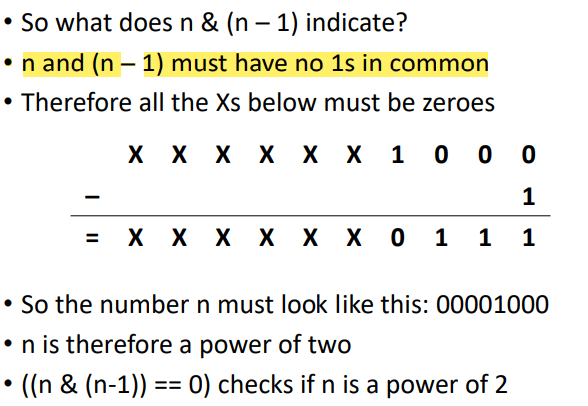 • So what does n & (n – 1) indicate?
• n and (n – 1) must have no 1s in common
• Therefore all the Xs below must be zeroes
X X X X X X 1 0 0 0
– 1
= X X X X X X 0 1 1 1
• So the number n must look like this: 00001000
• n is therefore a power of two
• ((n & (n-1)) == 0) checks if n is a power of 2